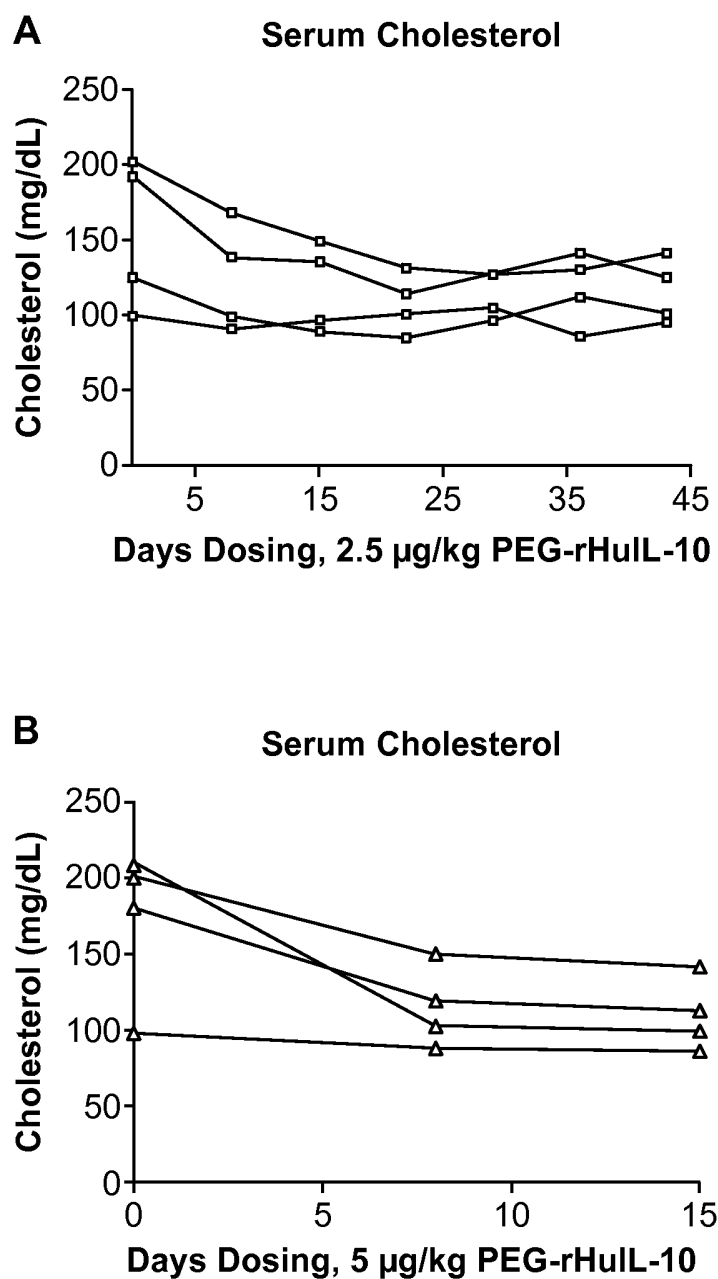 A
Serum Cholesterol
Cholesterol (mg/dL)
250
200
150
100
50
0
5 15 25 35 45
Days Dosing, 2.5 µg/kg PEG-rHuIL-10
B
Serum Cholesterol
Cholesterol (mg/dL)
250
200
150
100
50
0
0 5 10 15
Days Dosing, 5 µg/kg PEG-rHuIL-10